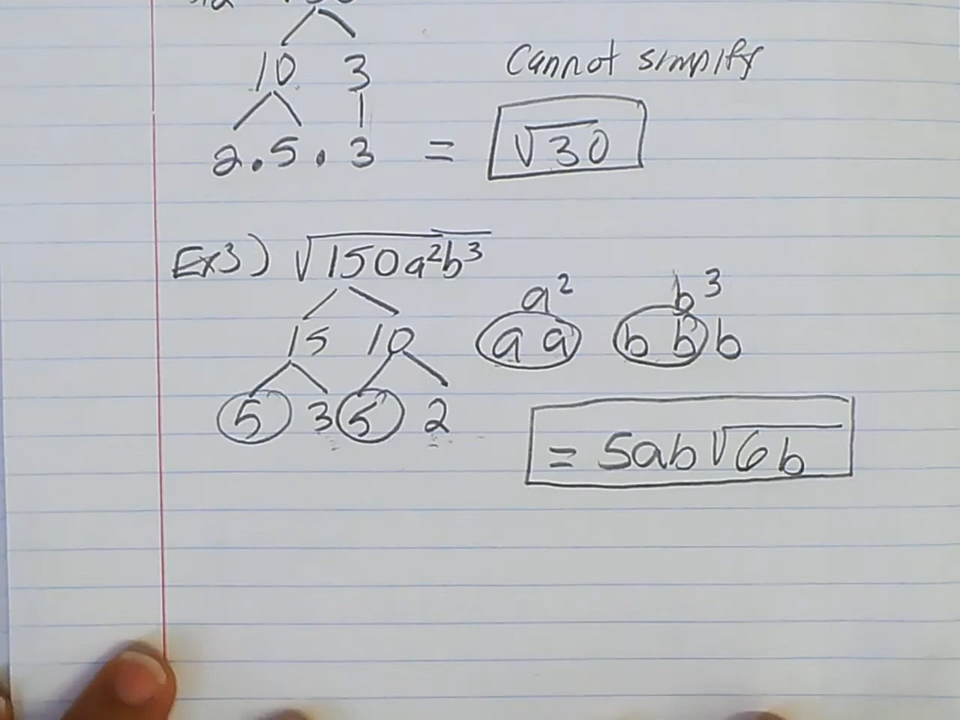 10 3
Cannot simplify
2 . 5 . 3 = √30
Ex3) √150a²b³
a² b³
15 10 a a b b b
5 3 5 2
= 5ab√6b